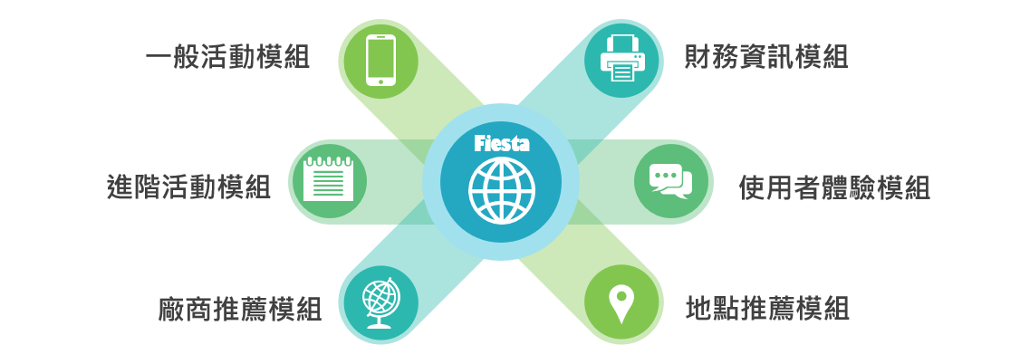 一般活動模組
財務資訊模組
Fiesta
進階活動模組
使用者體驗模組
廠商推薦模組
地點推薦模組